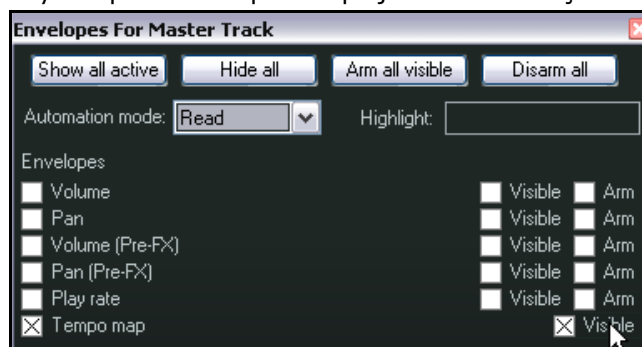 Envelopes For Master Track
Show all active Hide all Arm all visible Disarm all
Automation mode: Read Highlight:
Envelopes
Volume Visible Arm
Pan Visible Arm
Volume (Pre-FX) Visible Arm
Pan (Pre-FX) Visible Arm
Play rate Visible Arm
Tempo map Visible